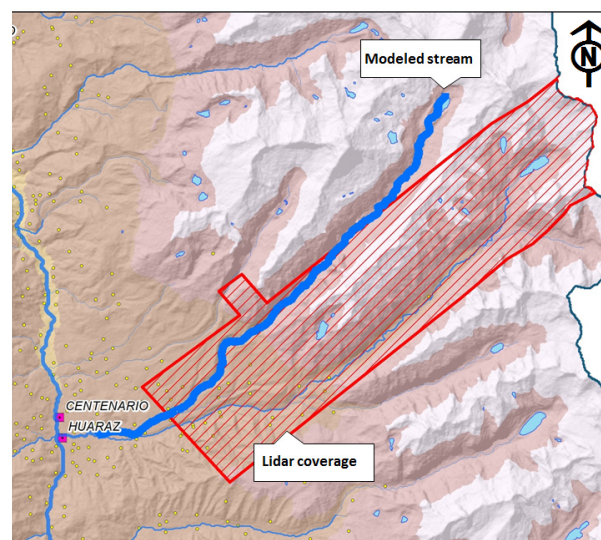 Modeled stream
N
CENTENARIO
HUARAZ
Lidar coverage